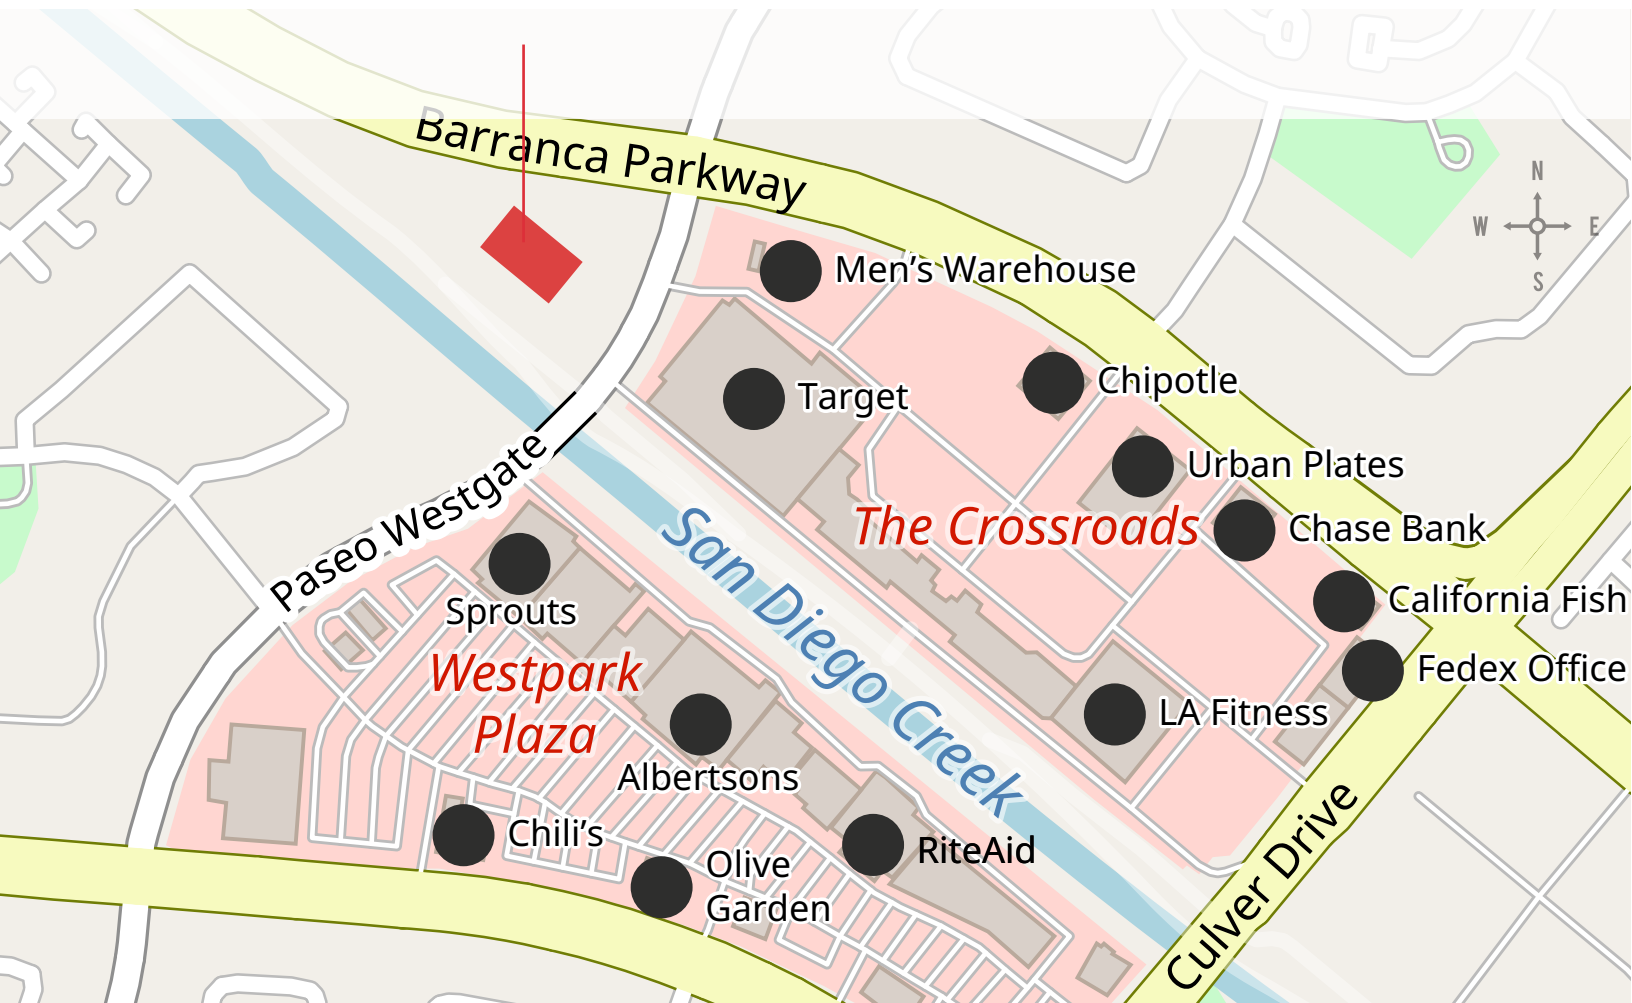 Barranca Parkway
N
W E
S
Men’s Warehouse
Chipotle
Target
Urban Plates
The Crossroads
Chase Bank
Paseo Westgate
San Diego Creek
Sprouts
California Fish
Westpark
Plaza
Fedex Office
LA Fitness
Albertsons
Chili’s
RiteAid
Olive
Garden
Culver Drive